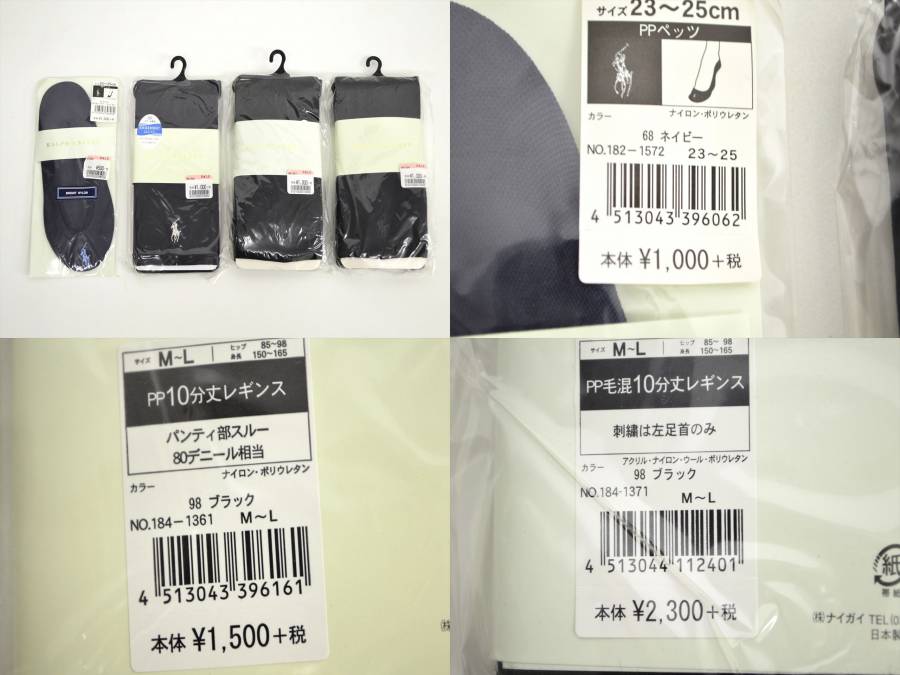 ¥1,000
サイズ 23〜25cm
PPペッツ
カラー
ナイロン・ポリウレタン
68 ネイビー
NO.182-1572 23〜25
4 513043 396062
本体 ¥1,000+税
サイズ M〜L ヒップ 85〜98
身長 150〜165
PP10分丈レギンス
パンティ部スルー
80デニール相当
ナイロン・ポリウレタン
カラー
98 ブラック
NO.184-1361 M〜L
4 513043 396161
本体 ¥1,500+税
サイズ M〜L ヒップ 85〜98
身長 150〜165
PP毛混10分丈レギンス
刺繍は左足首のみ
アクリル・ナイロン・ウール・ポリウレタン
カラー
98 ブラック
NO.184-1371
M〜L
4 513044 112401
本体 ¥2,300+税
紙
帯紙
㈱ナイガイ TEL(0
日本製